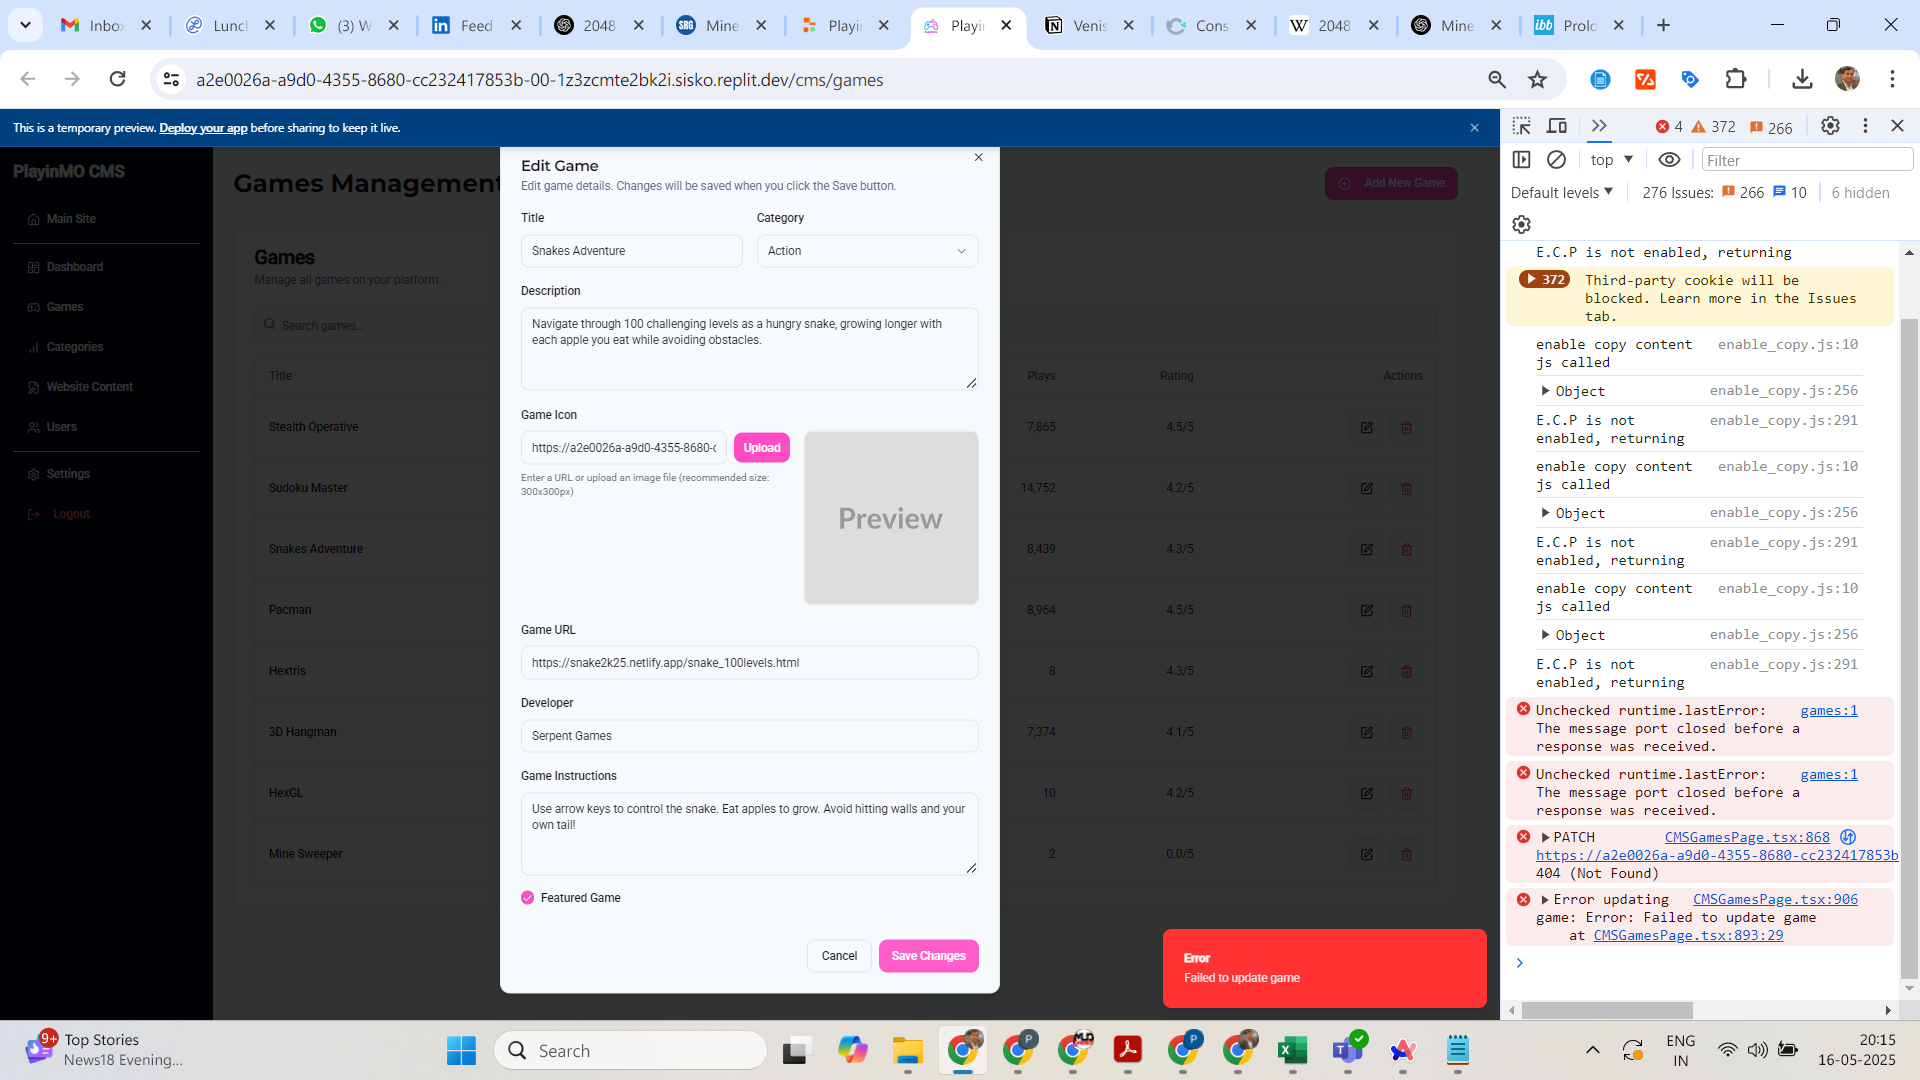 Inbo
Lunch
(3) W
Feed
2048
Mine
Playin
Playin
Venis
Cons
2048
Mine
Prolo
a2e0026a-a9d0-4355-8680-cc232417853b-00-1z3zcmte2bk2i.sisko.replit.dev/cms/games
This is a temporary preview. Deploy your app before sharing to keep it live.
PlayinMO CMS
Main Site
Dashboard
Games
Categories
Website Content
Users
Settings
Logout
Games Management
Add New Game
Games
Manage all games on your platform.
Search games...
Title
Plays
Rating
Actions
Stealth Operative
7,865
4.5/5
Sudoku Master
14,752
4.2/5
Snakes Adventure
8,439
4.3/5
Pacman
8,964
4.5/5
Hextris
8
4.3/5
3D Hangman
7,374
4.1/5
HexGL
10
4.2/5
Mine Sweeper
2
0.0/5
Edit Game
Edit game details. Changes will be saved when you click the Save button.
Title
Category
Snakes Adventure
Action
Description
Navigate through 100 challenging levels as a hungry snake, growing longer with
each apple you eat while avoiding obstacles.
Game Icon
https://a2e0026a-a9d0-4355-8680-c
Upload
Enter a URL or upload an image file (recommended size:
300x300px)
Preview
Game URL
https://snake2k25.netlify.app/snake_100levels.html
Developer
Serpent Games
Game Instructions
Use arrow keys to control the snake. Eat apples to grow. Avoid hitting walls and your
own tail!
Featured Game
Cancel
Save Changes
Error
Failed to update game
4
372
266
top
Filter
Default levels
276 Issues:
266
10
6 hidden
E.C.P is not enabled, returning
372
Third-party cookie will be
blocked. Learn more in the Issues
tab.
enable copy content enable_copy.js:10
js called
Object enable_copy.js:256
E.C.P is not enable_copy.js:291
enabled, returning
enable copy content enable_copy.js:10
js called
Object enable_copy.js:256
E.C.P is not enable_copy.js:291
enabled, returning
enable copy content enable_copy.js:10
js called
Object enable_copy.js:256
E.C.P is not enable_copy.js:291
enabled, returning
Unchecked runtime.lastError: games:1
The message port closed before a
response was received.
Unchecked runtime.lastError: games:1
The message port closed before a
response was received.
PATCH CMSGamesPage.tsx:868
https://a2e0026a-a9d0-4355-8680-cc232417853b
404 (Not Found)
Error updating CMSGamesPage.tsx:906
game: Error: Failed to update game
at CMSGamesPage.tsx:893:29
9+
Top Stories
News18 Evening...
Search
ENG
IN
20:15
16-05-2025